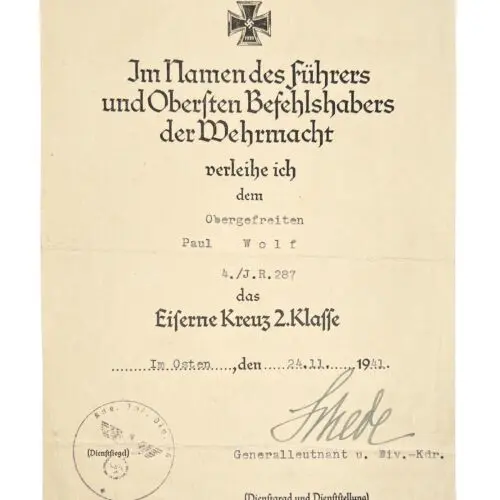 Im Namen des Führers
und Obersten Befehlshabers
der Wehrmacht
verleihe ich
dem
Obergefreiten
Paul Wolf
4./J.R.287
das
Eiserne Kreuz 2.Klasse
Im Osten, den 24.11. 1941.
(Dienstsiegel)
Generalleutnant u. Div.-Kdr.
(Dienstgrad und Dienststellung)